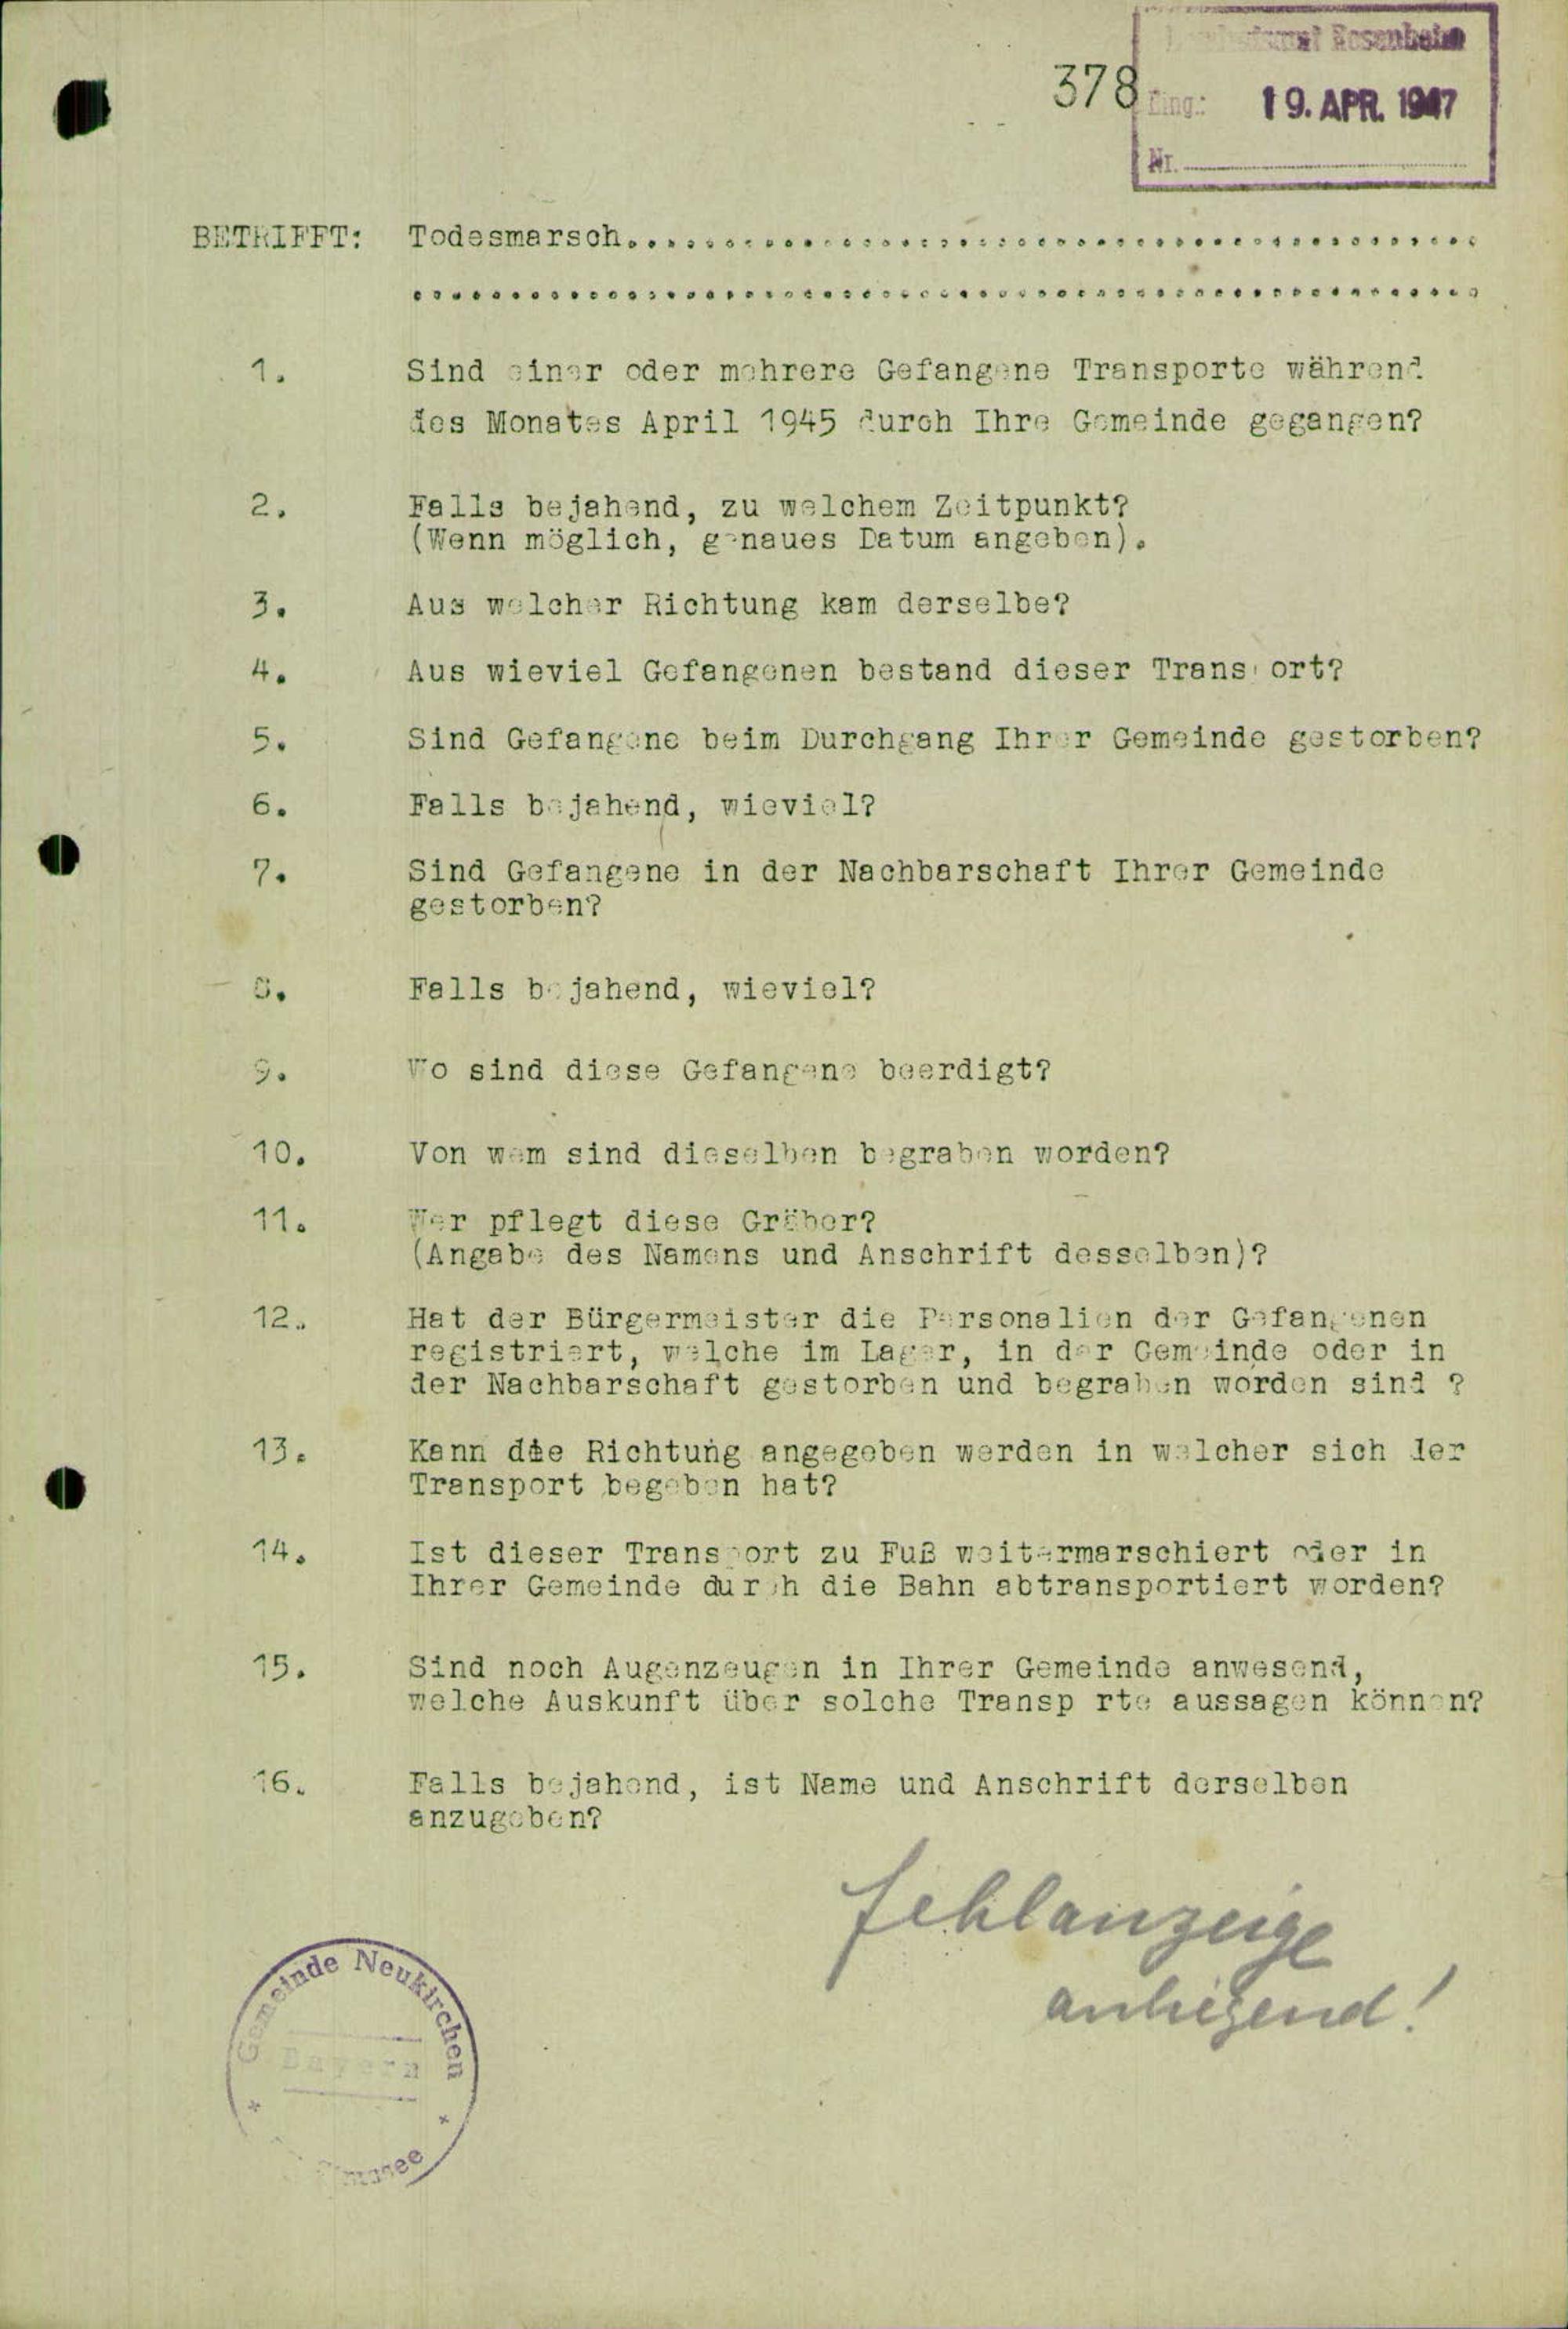 Rosenheim
378
Eing.: 19. APR. 1947
Nr.
BETRIFFT: Todesmarsch
1. Sind einer oder mehrere Gefangene Transporte während
des Monates April 1945 durch Ihre Gemeinde gegangen?
2. Falls bejahend, zu welchem Zeitpunkt?
(Wenn möglich, genaues Datum angeben).
3. Aus welcher Richtung kam derselbe?
4. Aus wieviel Gefangenen bestand dieser Transport?
5. Sind Gefangene beim Durchgang Ihrer Gemeinde gestorben?
6. Falls bejahend, wieviel?
7. Sind Gefangene in der Nachbarschaft Ihrer Gemeinde
gestorben?
8. Falls bejahend, wieviel?
9. Wo sind diese Gefangene beerdigt?
10. Von wem sind dieselben begraben worden?
11. Wer pflegt diese Gräber?
(Angabe des Namens und Anschrift desselben)?
12. Hat der Bürgermeister die Personalien der Gefangenen
registriert, welche im Lager, in der Gemeinde oder in
der Nachbarschaft gestorben und begraben worden sind ?
13. Kann die Richtung angegeben werden in welcher sich der
Transport begeben hat?
14. Ist dieser Transport zu Fuß weitermarschiert oder in
Ihrer Gemeinde durch die Bahn abtransportiert worden?
15. Sind noch Augenzeugen in Ihrer Gemeinde anwesend,
welche Auskunft über solche Transp rte aussagen können?
16. Falls bejahend, ist Name und Anschrift derselben
anzugeben?
Fehlanzeige
anliegend!
Gemeinde Neukirchen
Bayern